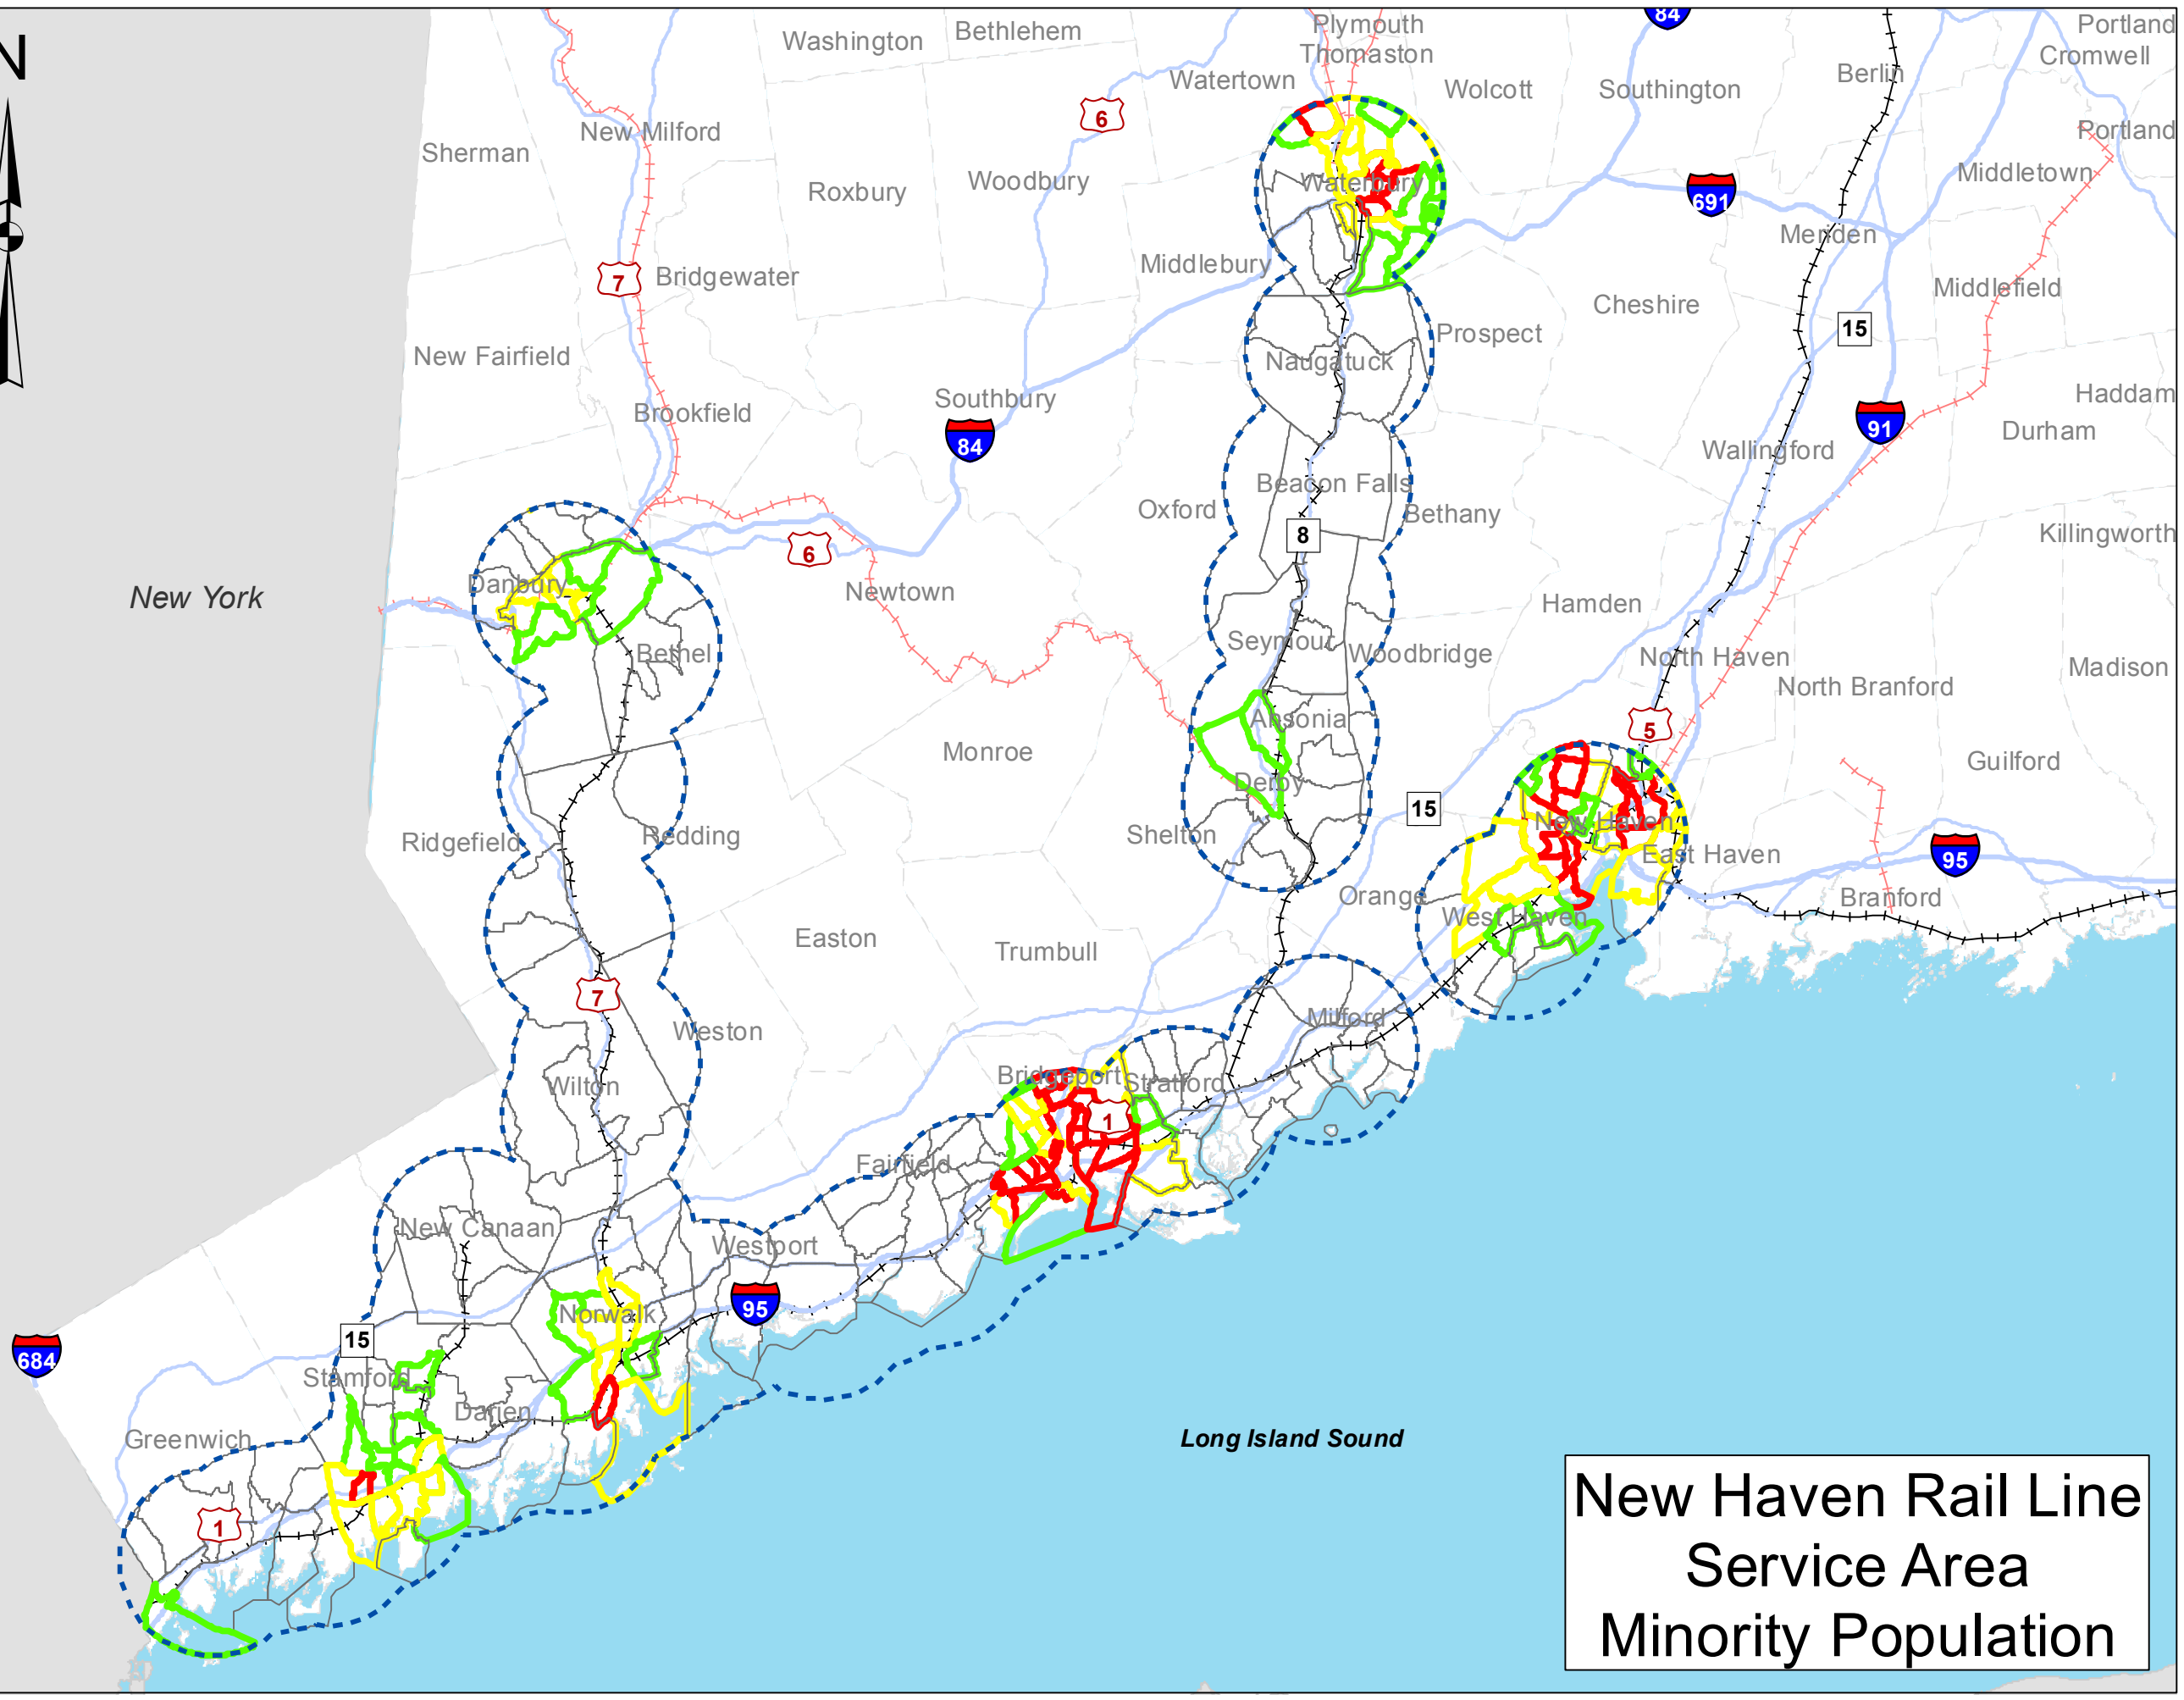 N
84
Plymouth
Portland
Washington
Bethlehem
Thomaston
Cromwell
Watertown
Berlin
Wolcott
Southington
6
New Milford
Portland
Sherman
Middletown
Roxbury
Woodbury
Waterbury
691
Meriden
Middlebury
7
Bridgewater
Middlefield
Cheshire
15
Prospect
New Fairfield
Naugatuck
Southbury
Haddam
Brookfield
84
91
Durham
Wallingford
Beacon Falls
Oxford
Bethany
8
Killingworth
6
Danbury
Newtown
New York
Hamden
Seymour
Woodbridge
Bethel
North Haven
Madison
North Branford
Ansonia
5
Monroe
Guilford
Derby
15
New Haven
Shelton
Redding
Ridgefield
East Haven
95
Orange
Branford
West Haven
Easton
Trumbull
7
Milford
Weston
Bridgeport
Stratford
Wilton
1
Fairfield
New Canaan
Westport
95
Norwalk
15
684
Stamford
Darien
Greenwich
Long Island Sound
1
New Haven Rail Line
Service Area
Minority Population